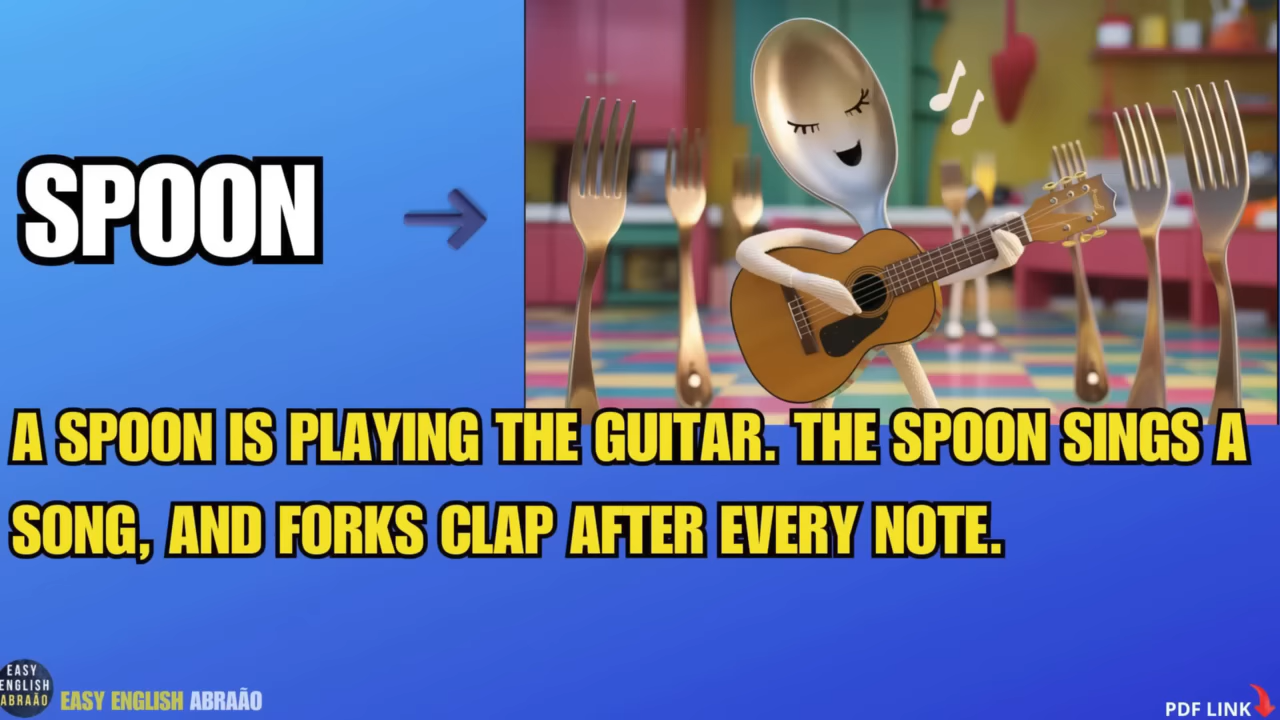 SPOON
A SPOON IS PLAYING THE GUITAR. THE SPOON SINGS A
SONG, AND FORKS CLAP AFTER EVERY NOTE.
EASY
ENGLISH
ABRAÃO
EASY ENGLISH ABRAÃO
PDF LINK